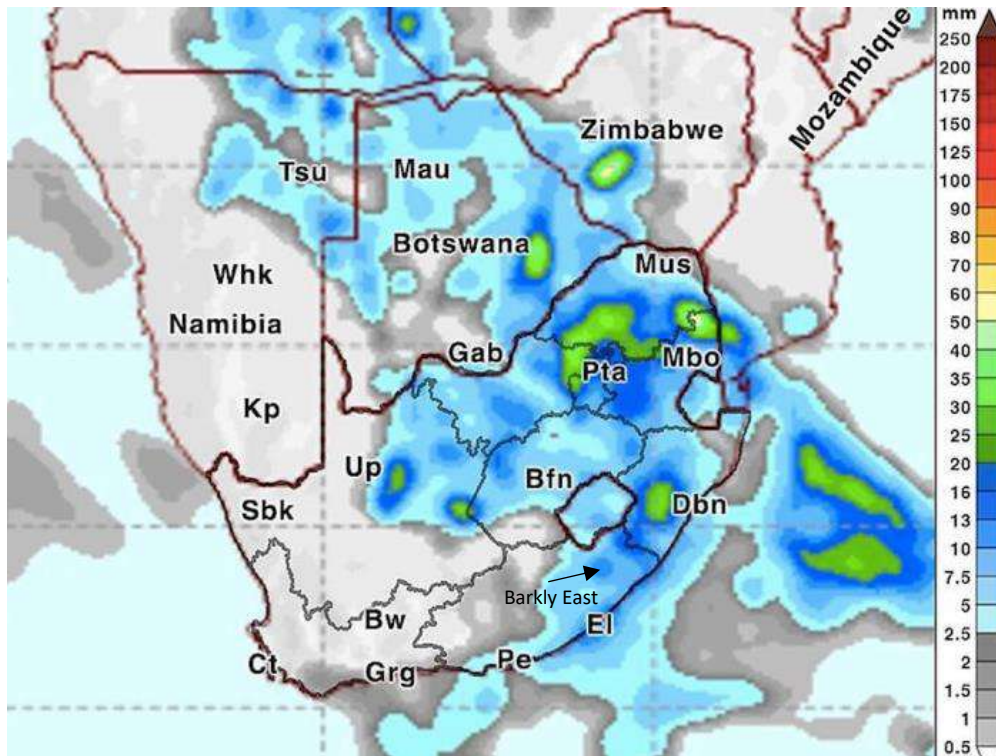 mm
250
200
175
150
125
100
90
80
70
60
50
40
35
30
25
20
16
13
10
7.5
5
2.5
2
1.5
1
0.5
Mozambique
Zimbabwe
Tsu
Mau
Botswana
Whk
Mus
Namibia
Gab
Pta
Mbo
Kp
Up
Bfn
Sbk
Dbn
Barkly East
El
Bw
Ct
Grg
Pe